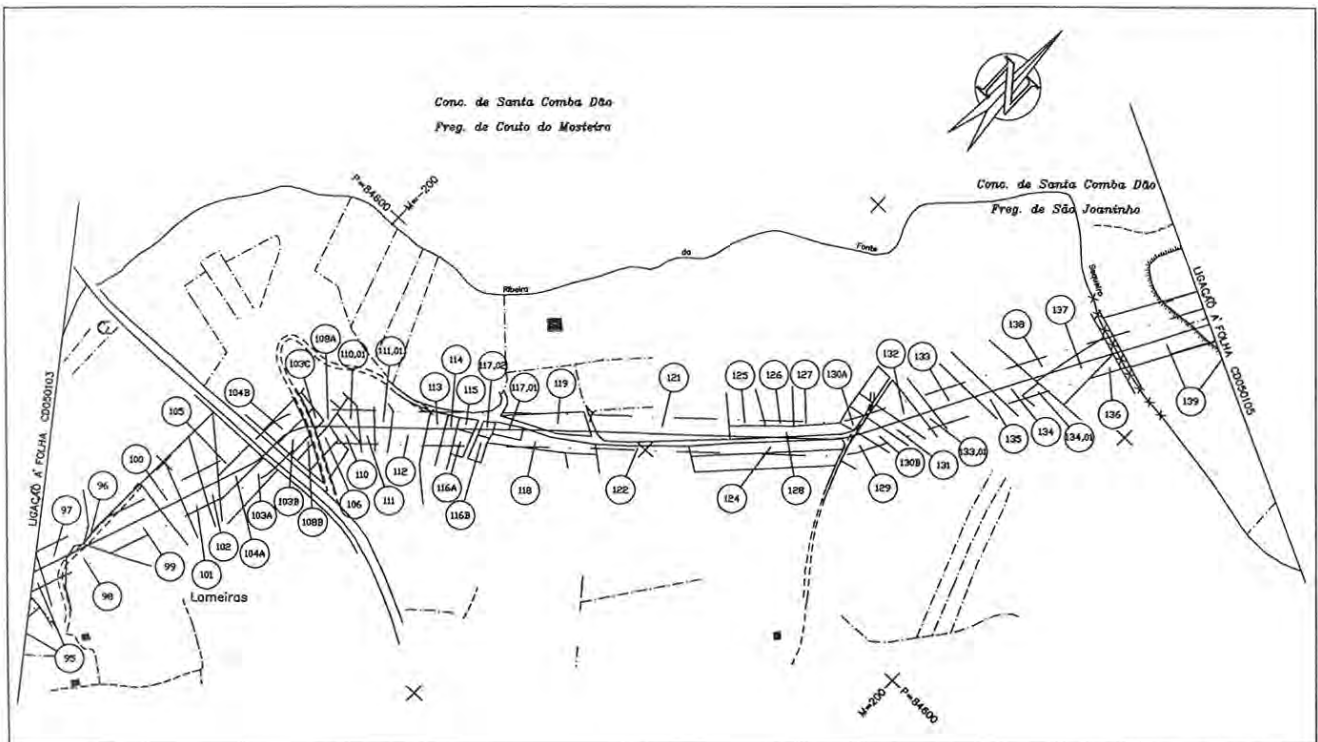 Conc. de Santa Comba Dão
Freg. de Couto do Mosteiro
N
Conc. de Santa Comba Dão
Freg. de São Joaninho
P=84600
M=-200
Ribeira
da
Fonte
Sequeiro
LIGAÇÃO A' FOLHA CD050103
LIGAÇÃO A' FOLHA CD050105
103C
109A
110,01
111,01
113
114
115
117,02
117,01
119
121
125
126
127
130A
132
133
138
137
104B
105
100
96
97
98
99
101
102
104A
103A
103B
108B
106
110
111
112
116A
116B
118
122
124
128
129
130B
131
133,01
135
134
134,01
136
139
95
Lameiras
M=200
P=84600